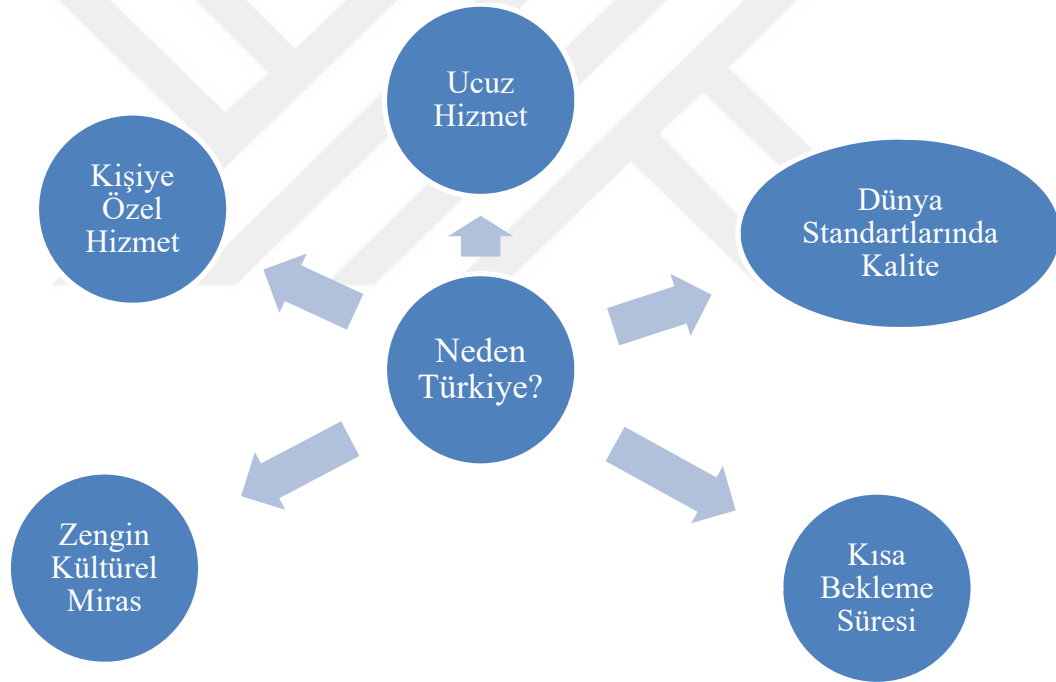 Ucuz
Hizmet
Kişiye
Özel
Hizmet
Dünya
Standartlarında
Kalite
Neden
Türkiye?
Zengin
Kültürel
Miras
Kısa
Bekleme
Süresi